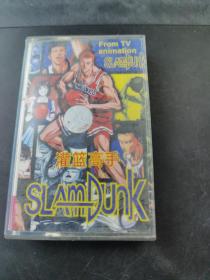 From TV
animation
SLAM DUNK
灌篮高手
SLAM DUNK